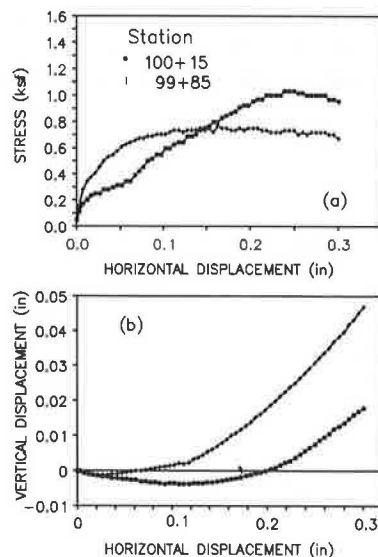 1.6
1.4
1.2
1.0
0.8
0.6
0.4
0.2
0.0
STRESS (ksf)
Station
100+15
99+85
(a)
0.0 0.1 0.2 0.3
HORIZONTAL DISPLACEMENT (in)
0.05
0.04
0.03
0.02
0.01
0
-0.01
VERTICAL DISPLACEMENT (in)
(b)
0 0.1 0.2 0.3
HORIZONTAL DISPLACEMENT (in)